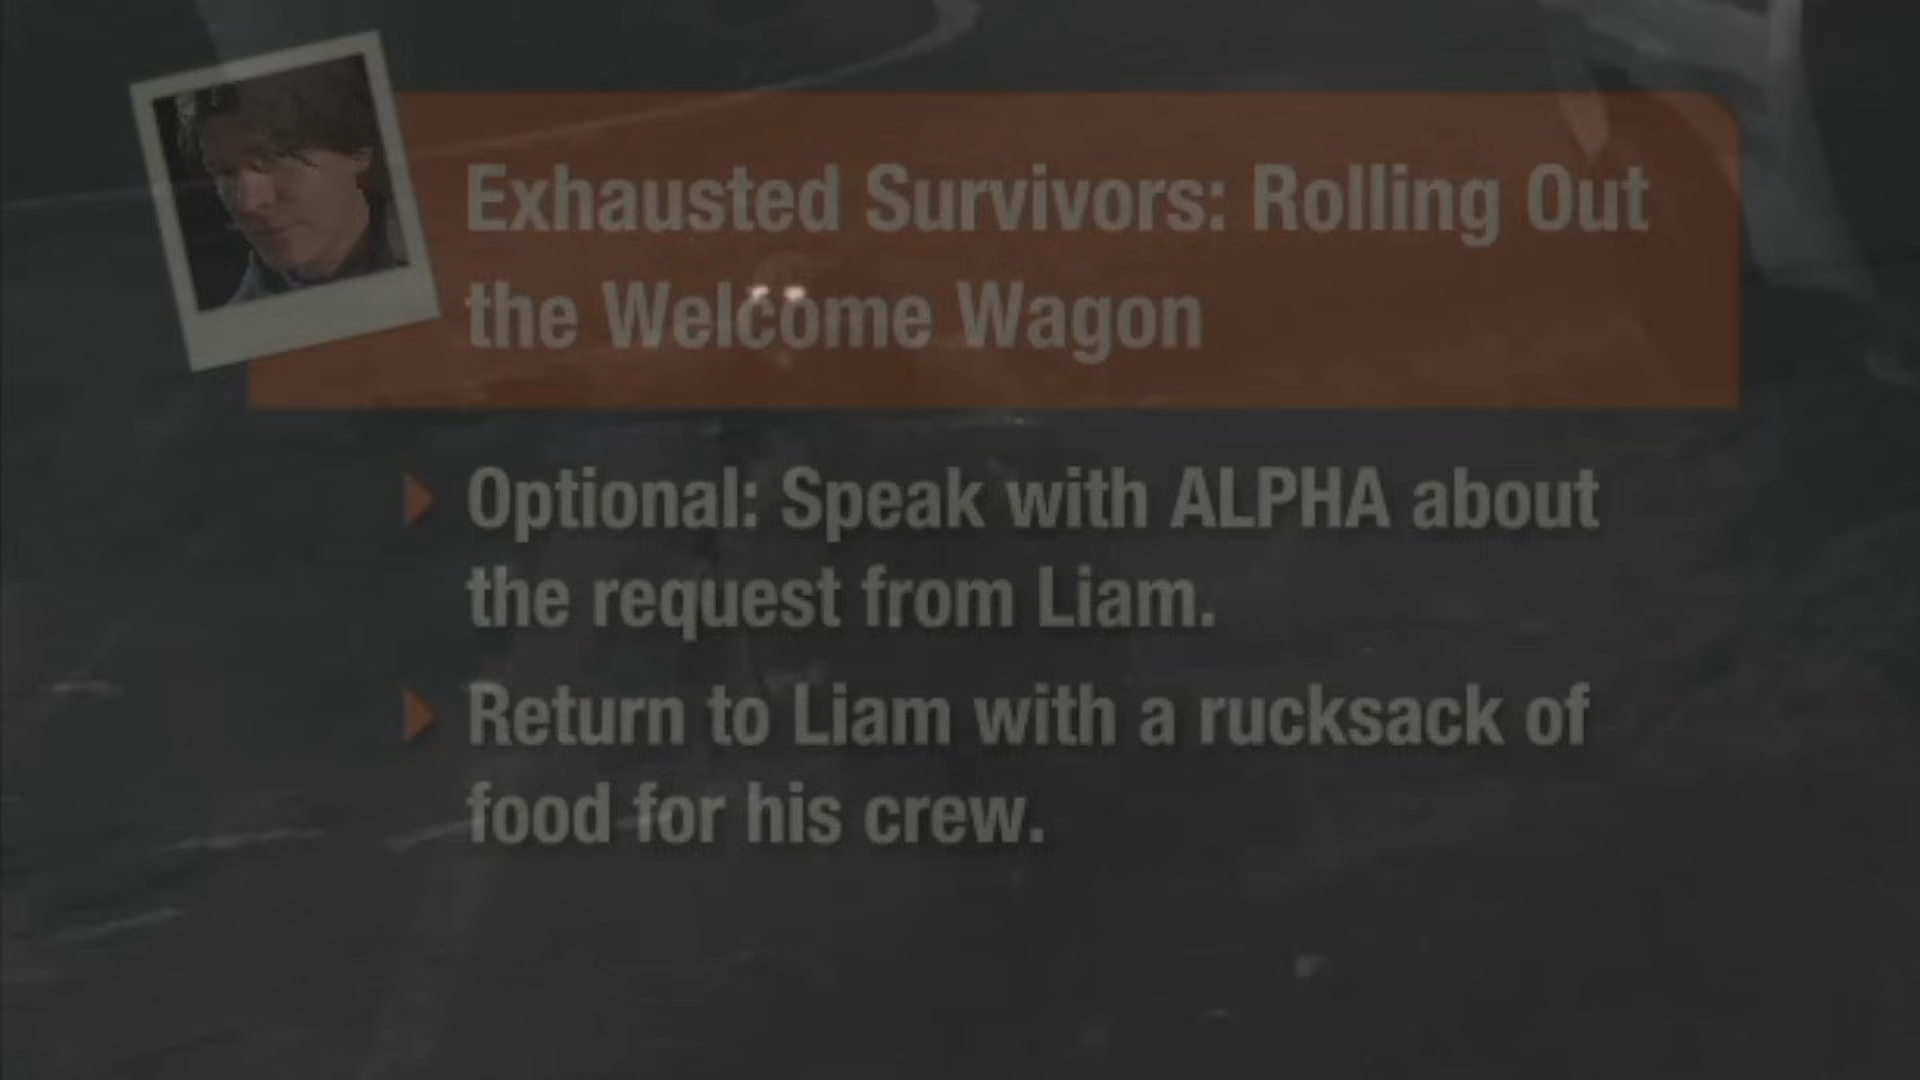 Exhausted Survivors: Rolling Out
the Welcome Wagon
Optional: Speak with ALPHA about
the request from Liam.
Return to Liam with a rucksack of
food for his crew.